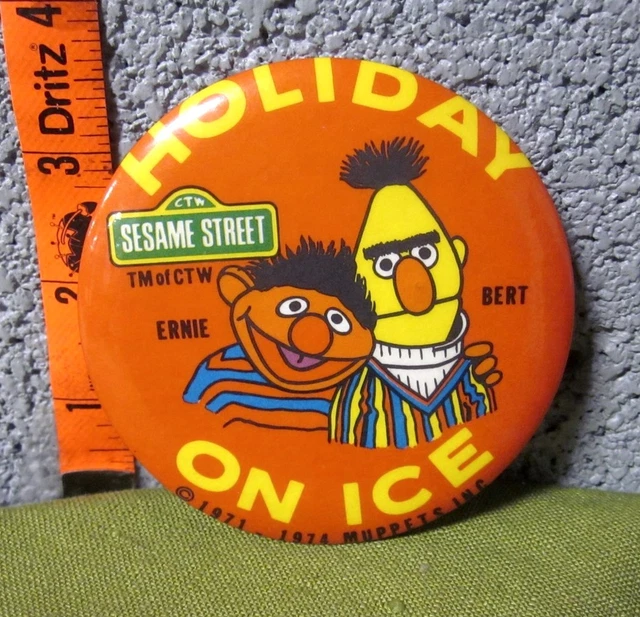 HOLIDAY
CTW
SESAME STREET
TM of CTW
ERNIE
BERT
ON ICE
© 1971, 1974 MUPPETS INC.
4
Dritz
3
2
1